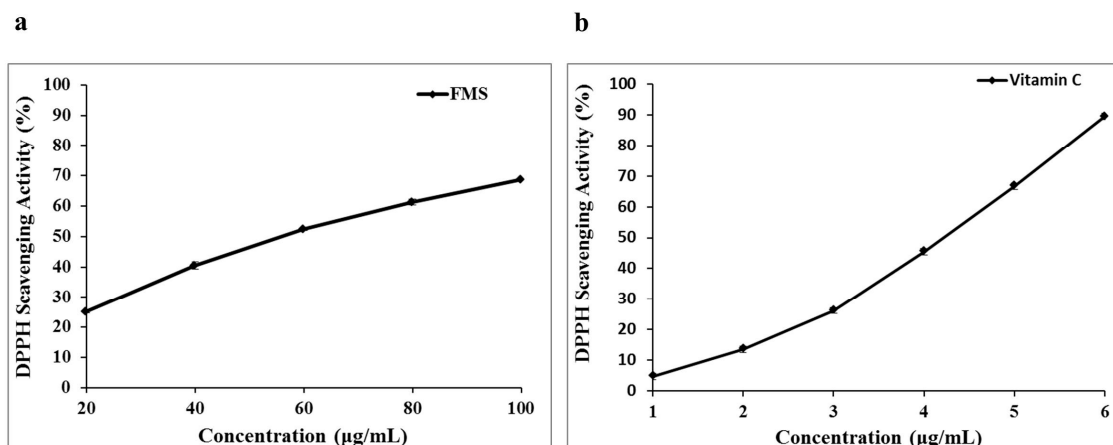 a
FMS
DPPH Scavenging Activity (%)
100
90
80
70
60
50
40
30
20
10
0
20 40 60 80 100
Concentration (µg/mL)
b
Vitamin C
DPPH Scavenging Activity (%)
100
90
80
70
60
50
40
30
20
10
0
1 2 3 4 5 6
Concentration (µg/mL)